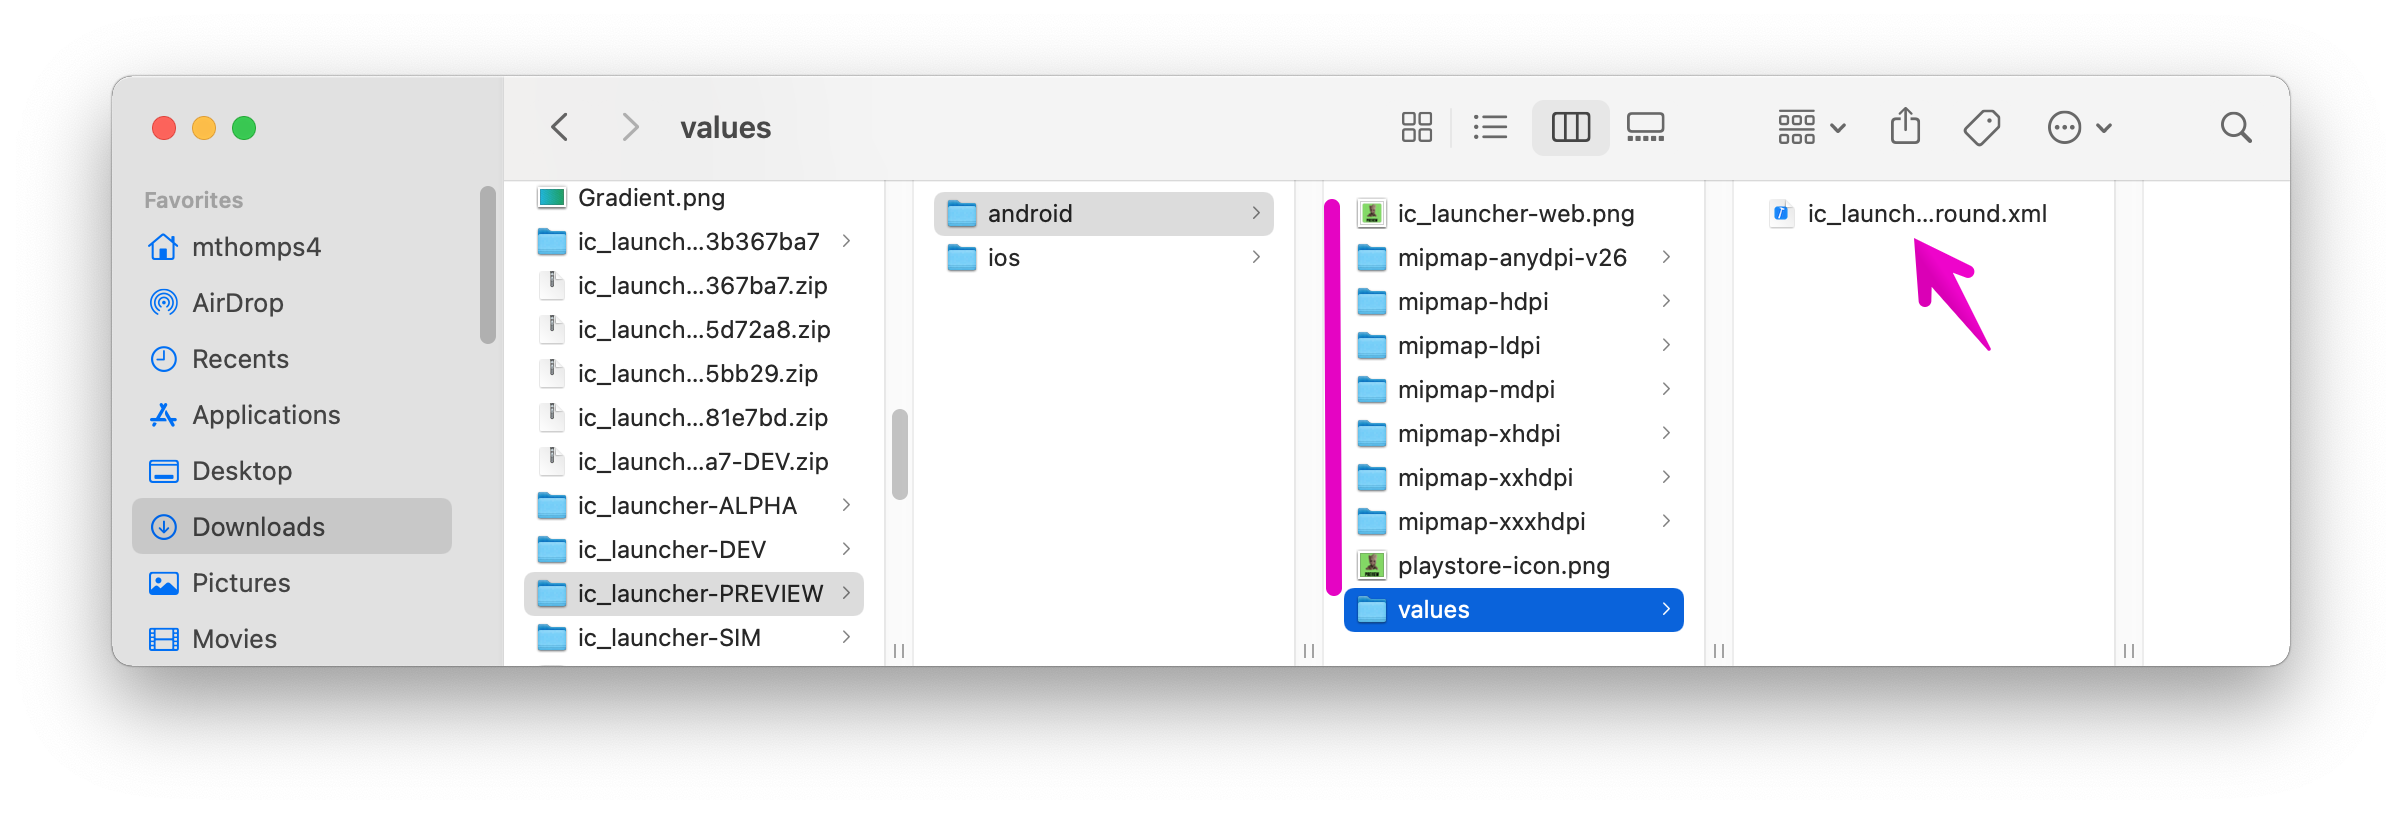 values
Favorites
mthomps4
AirDrop
Recents
Applications
Desktop
Downloads
Pictures
Movies
Gradient.png
ic_launch...3b367ba7
ic_launch...367ba7.zip
ic_launch...5d72a8.zip
ic_launch...5bb29.zip
ic_launch...81e7bd.zip
ic_launch...a7-DEV.zip
ic_launcher-ALPHA
ic_launcher-DEV
ic_launcher-PREVIEW
ic_launcher-SIM
android
ios
ic_launcher-web.png
mipmap-anydpi-v26
mipmap-hdpi
mipmap-ldpi
mipmap-mdpi
mipmap-xhdpi
mipmap-xxhdpi
mipmap-xxxhdpi
playstore-icon.png
values
ic_launch...round.xml